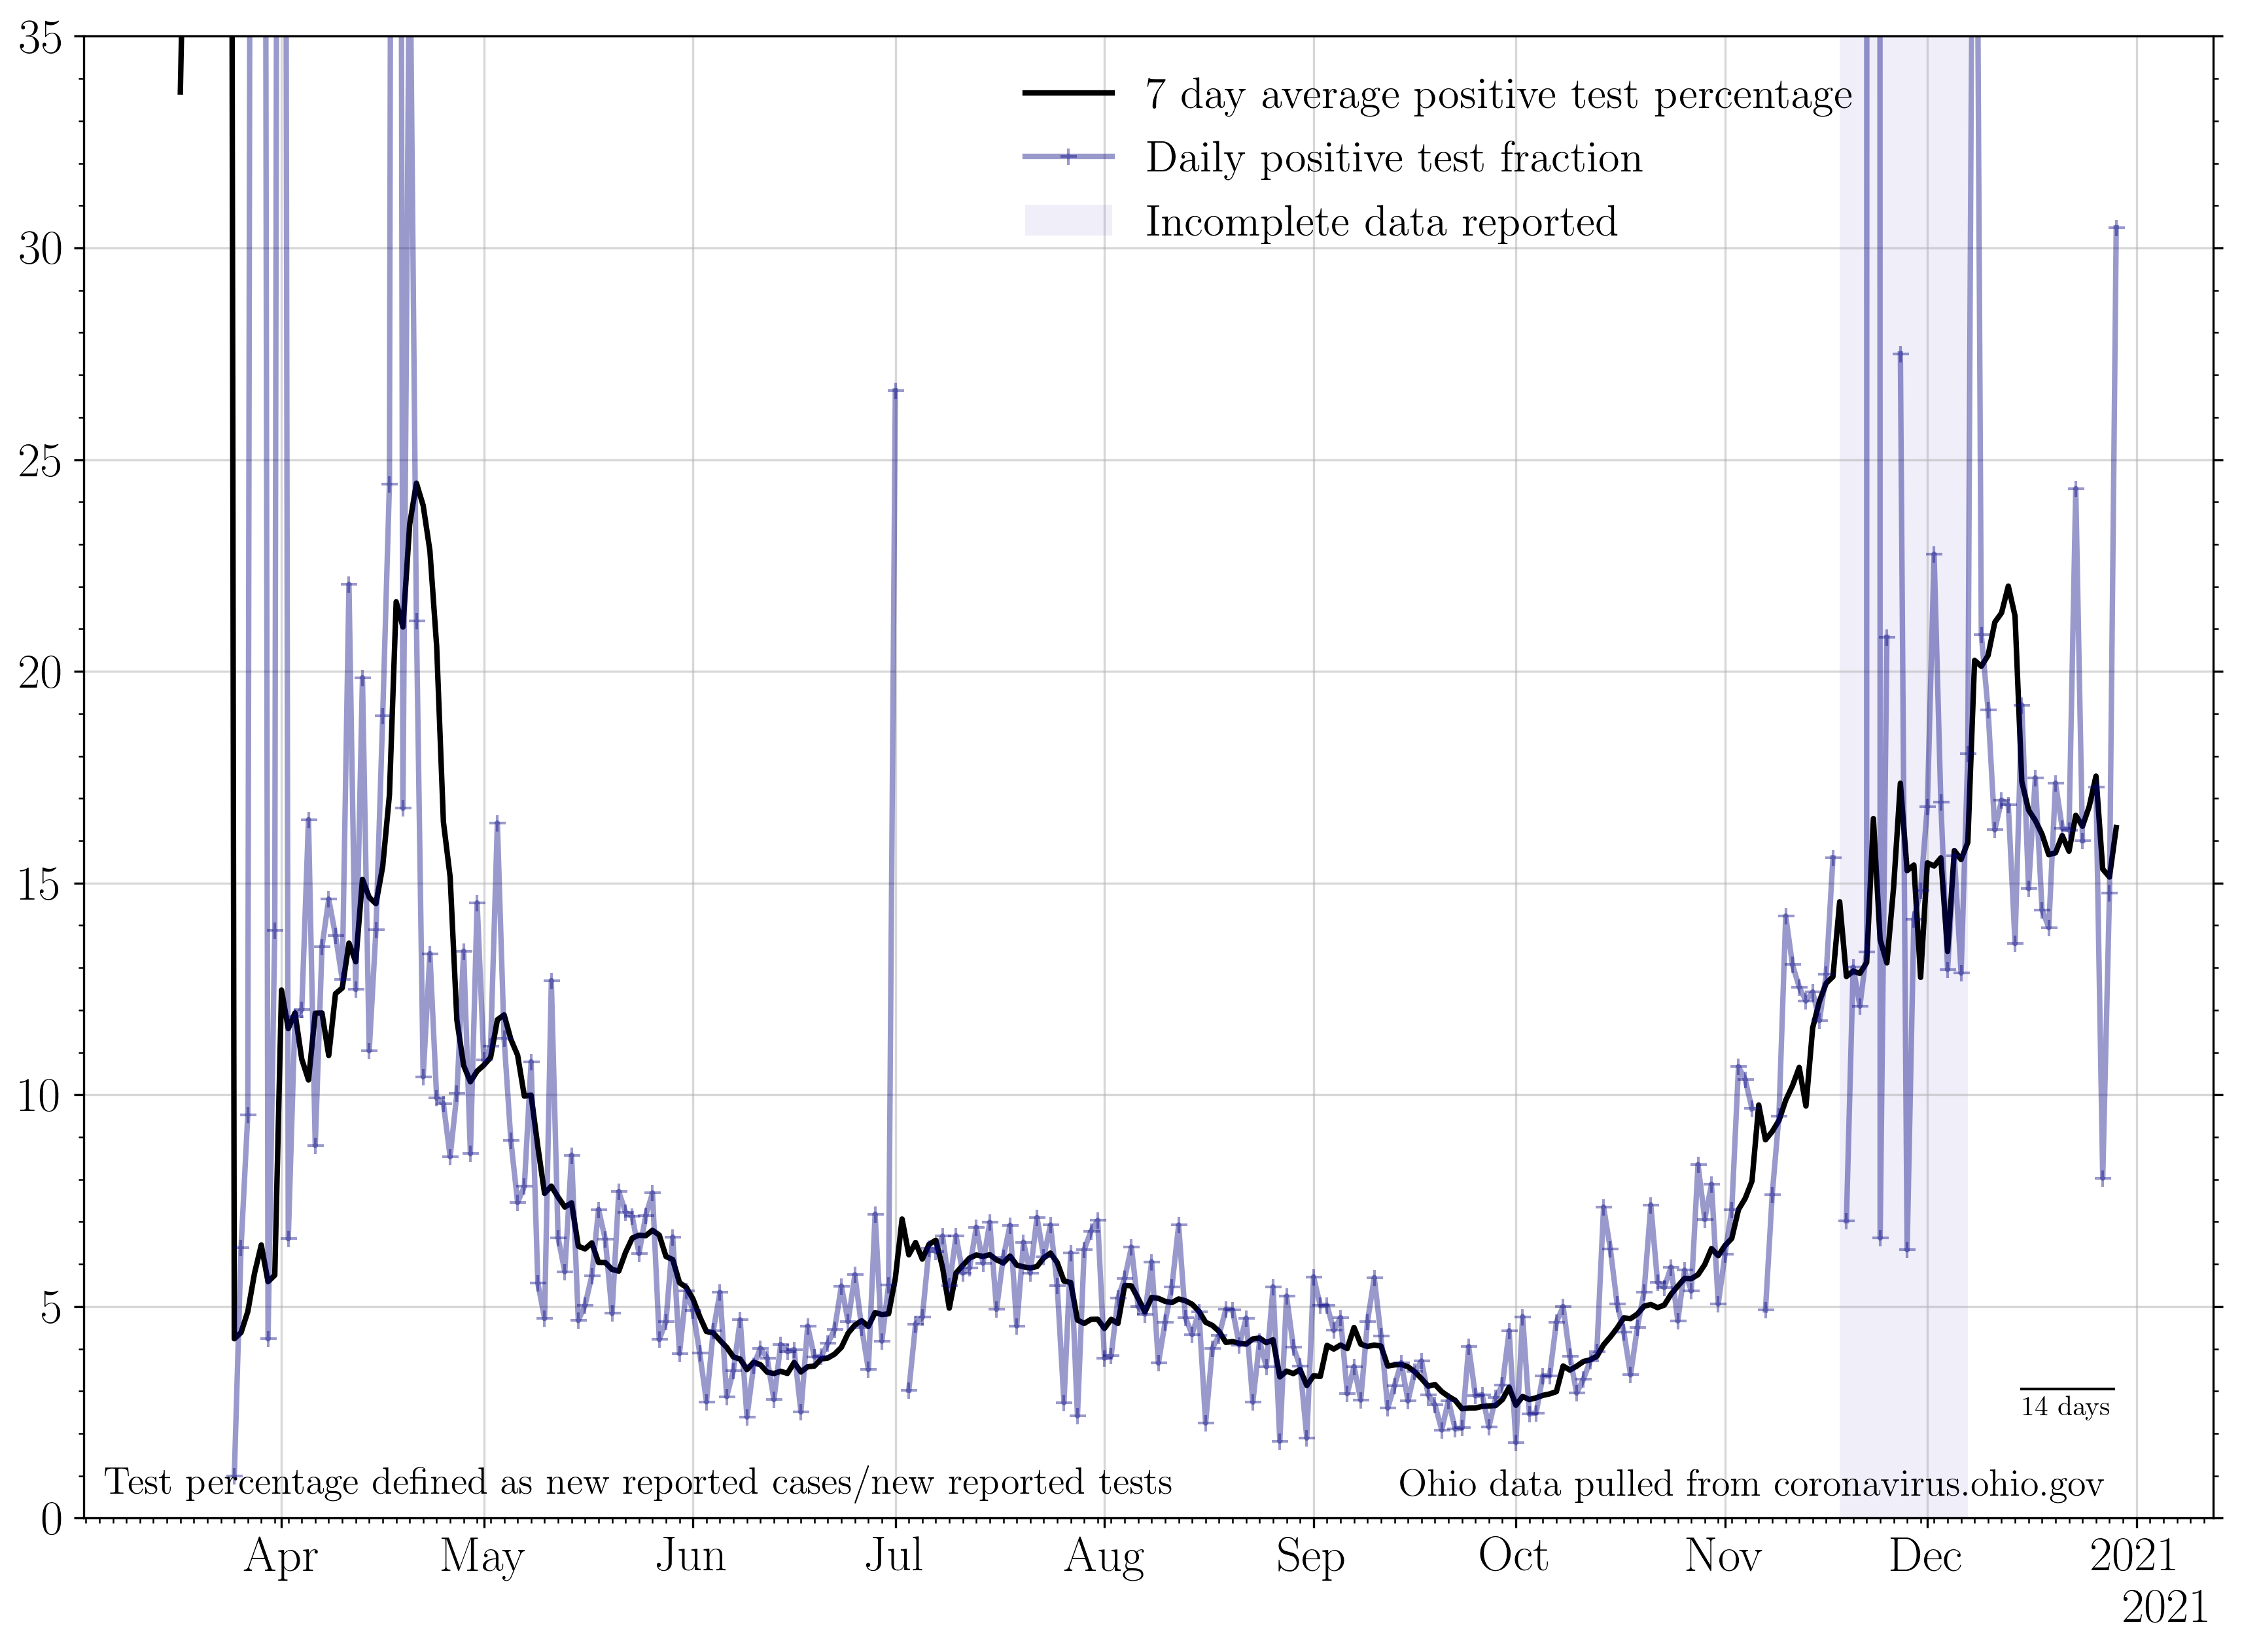 35
7 day average positive test percentage
Daily positive test fraction
Incomplete data reported
30
25
20
15
10
5
14 days
Test percentage defined as new reported cases/new reported tests
Ohio data pulled from coronavirus.ohio.gov
0
Apr May Jun Jul Aug Sep Oct Nov Dec 2021
2021